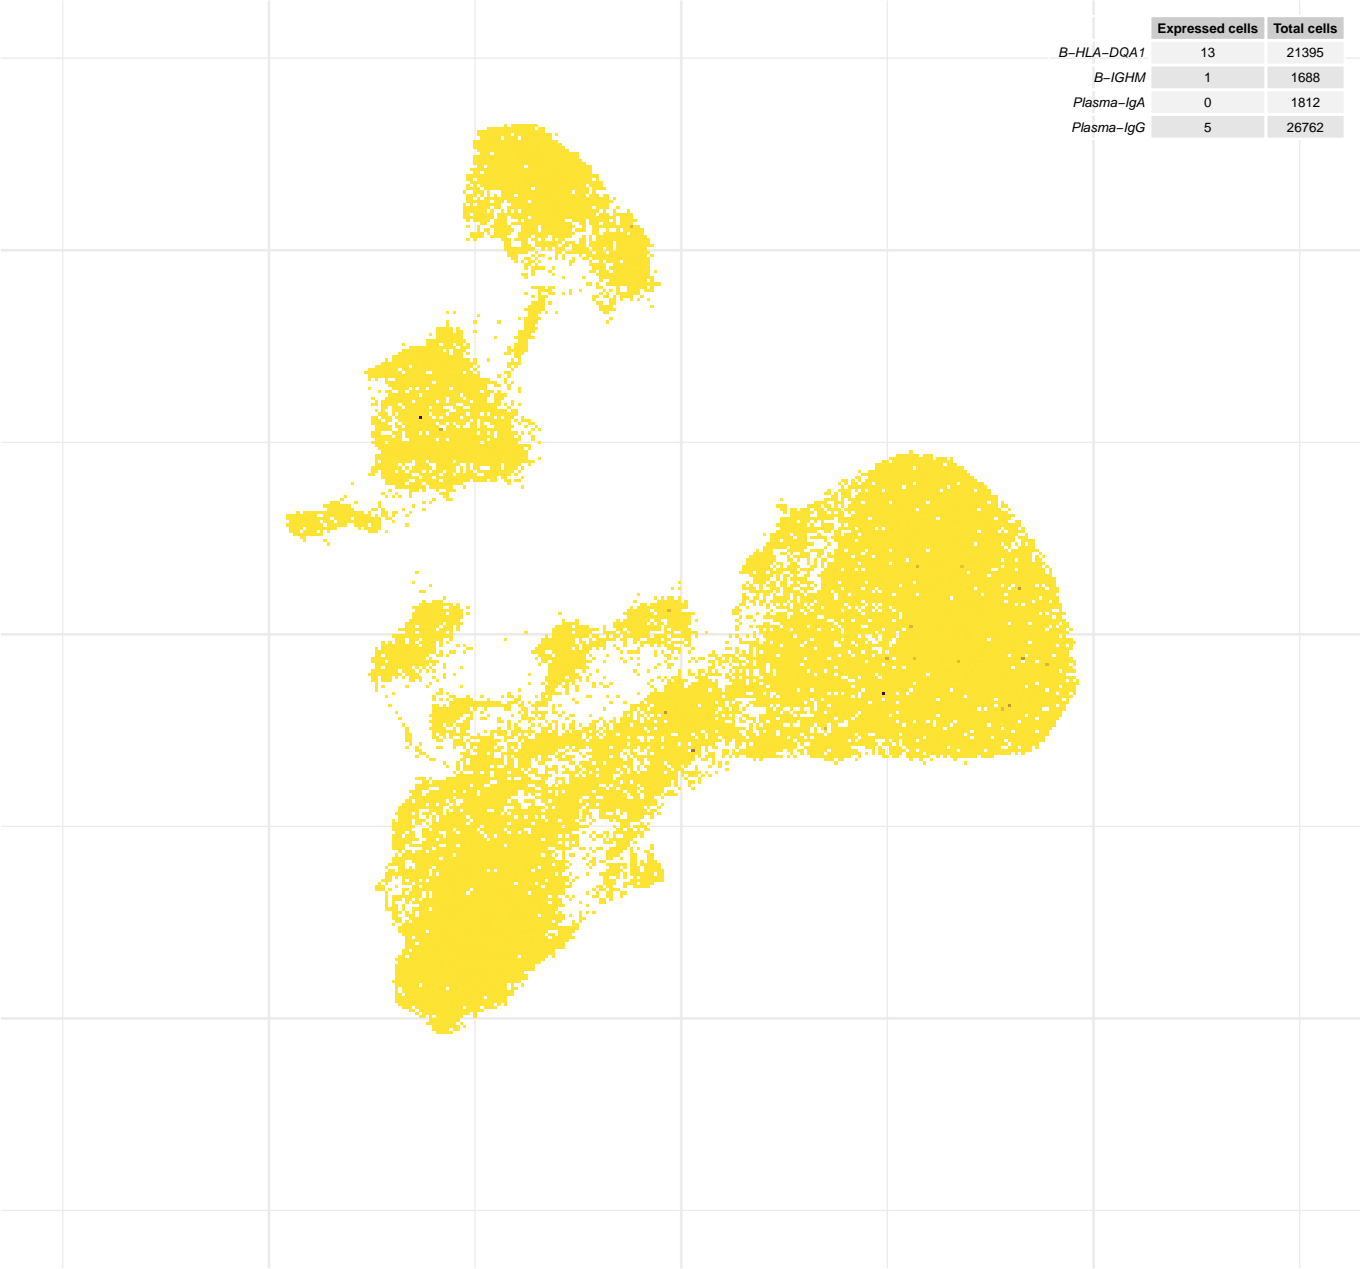 Expressed cells Total cells
B−HLA−DQA1 13 21395
B−IGHM 1 1688
Plasma−IgA 0 1812
Plasma−IgG 5 26762